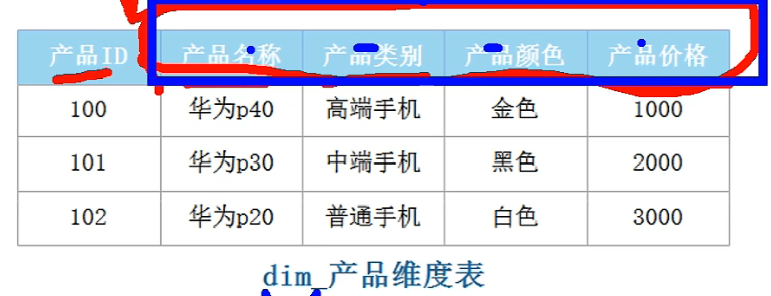 产品ID 产品名称 产品类别 产品颜色 产品价格
100 华为p40 高端手机 金色 1000
101 华为p30 中端手机 黑色 2000
102 华为p20 普通手机 白色 3000
dim_产品维度表